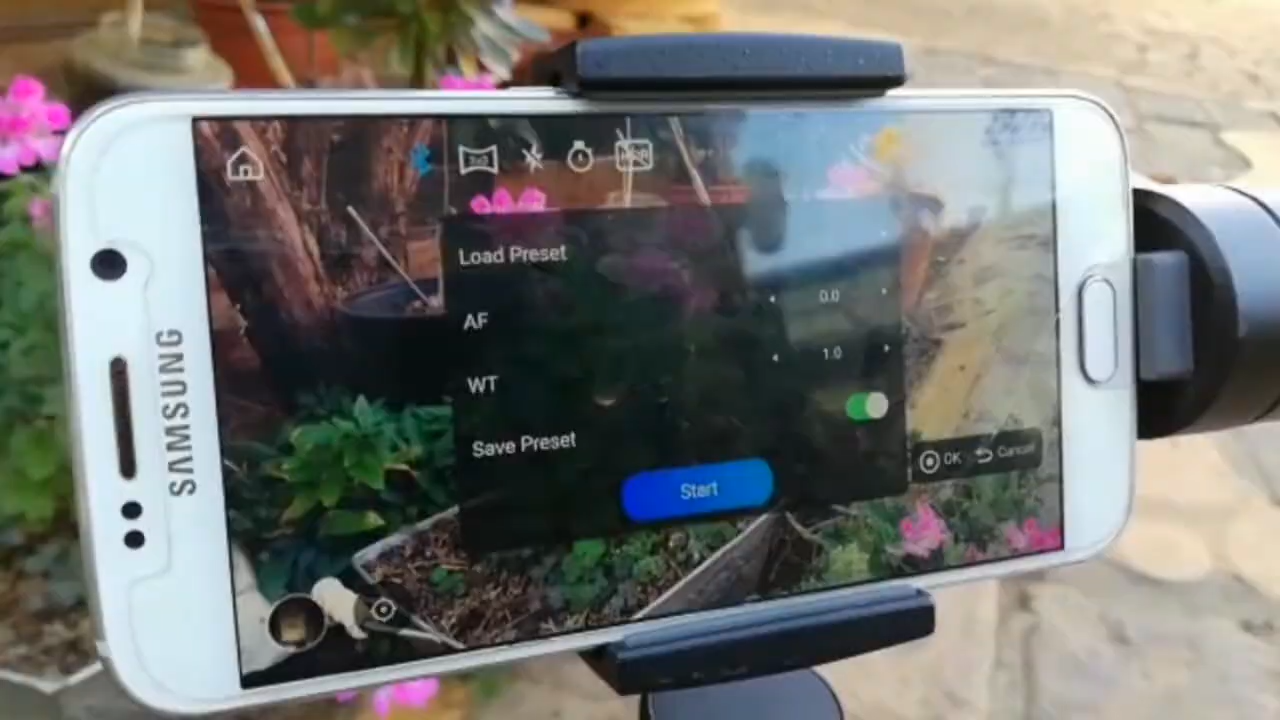 SAMSUNG
Load Preset
0.0
AF
1.0
WT
Save Preset
Start
OK Cancel